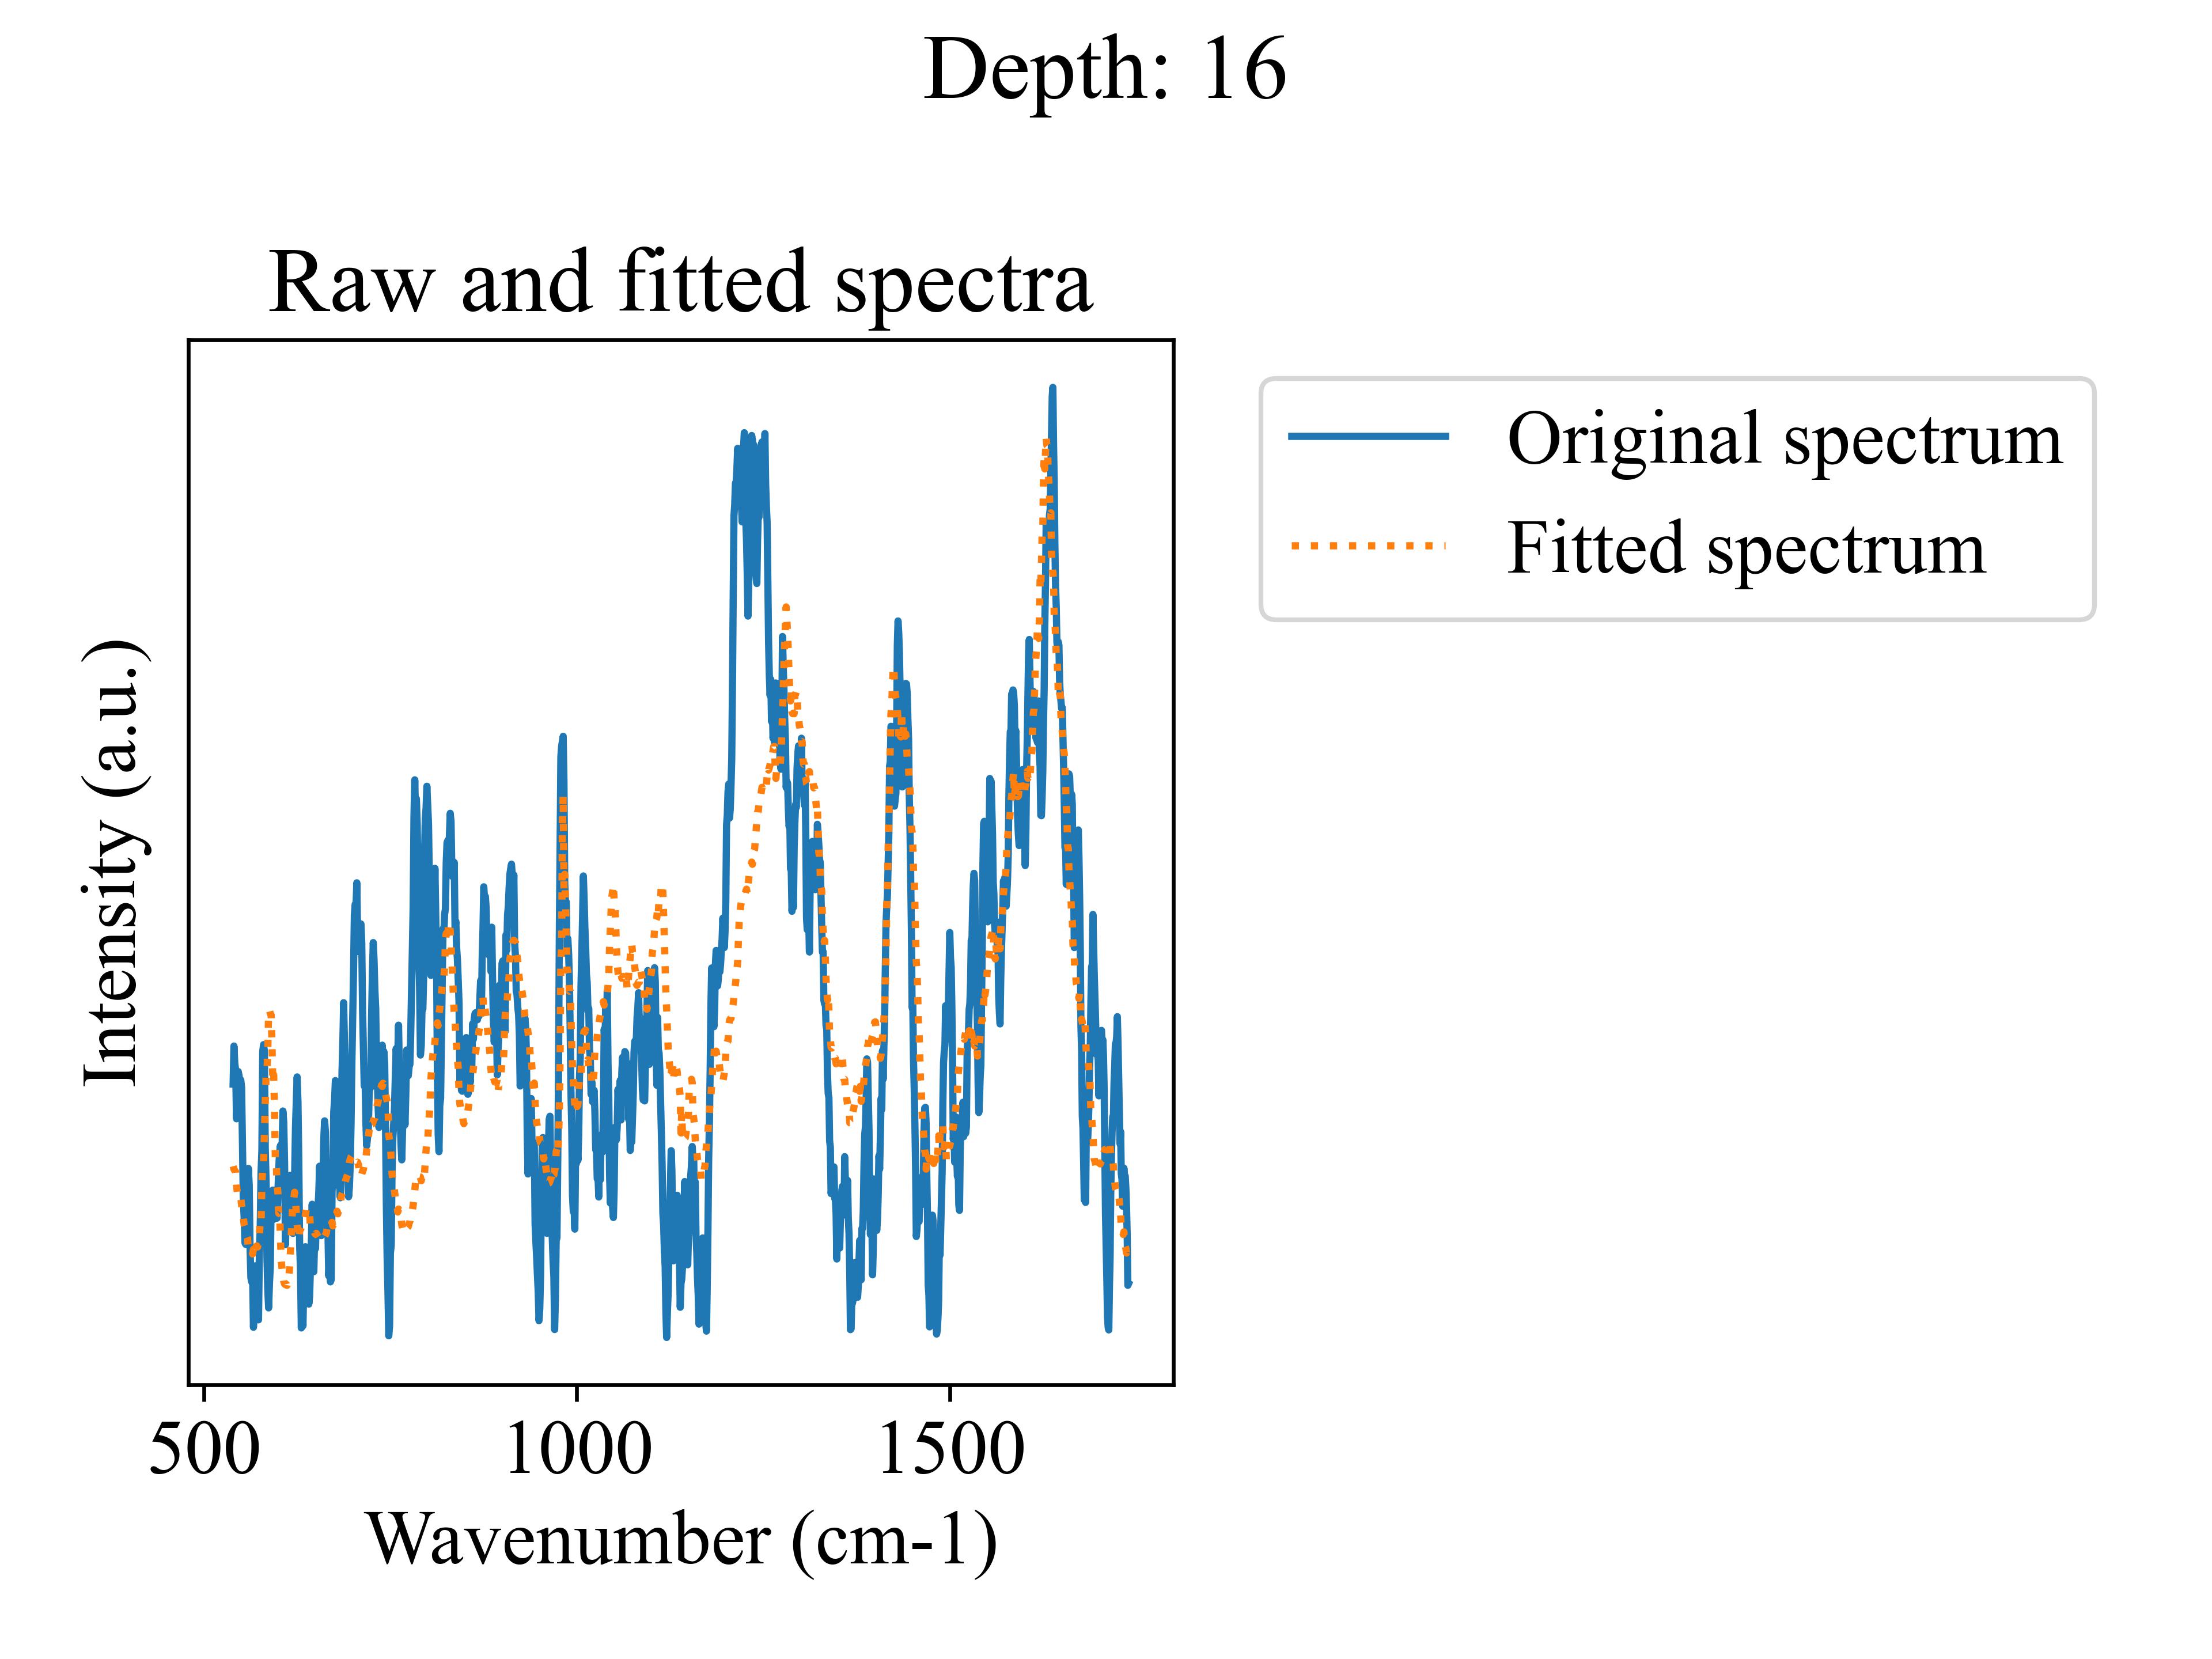 Depth: 16
Raw and fitted spectra
Original spectrum
Fitted spectrum
Intensity (a.u.)
500 1000 1500
Wavenumber (cm-1)